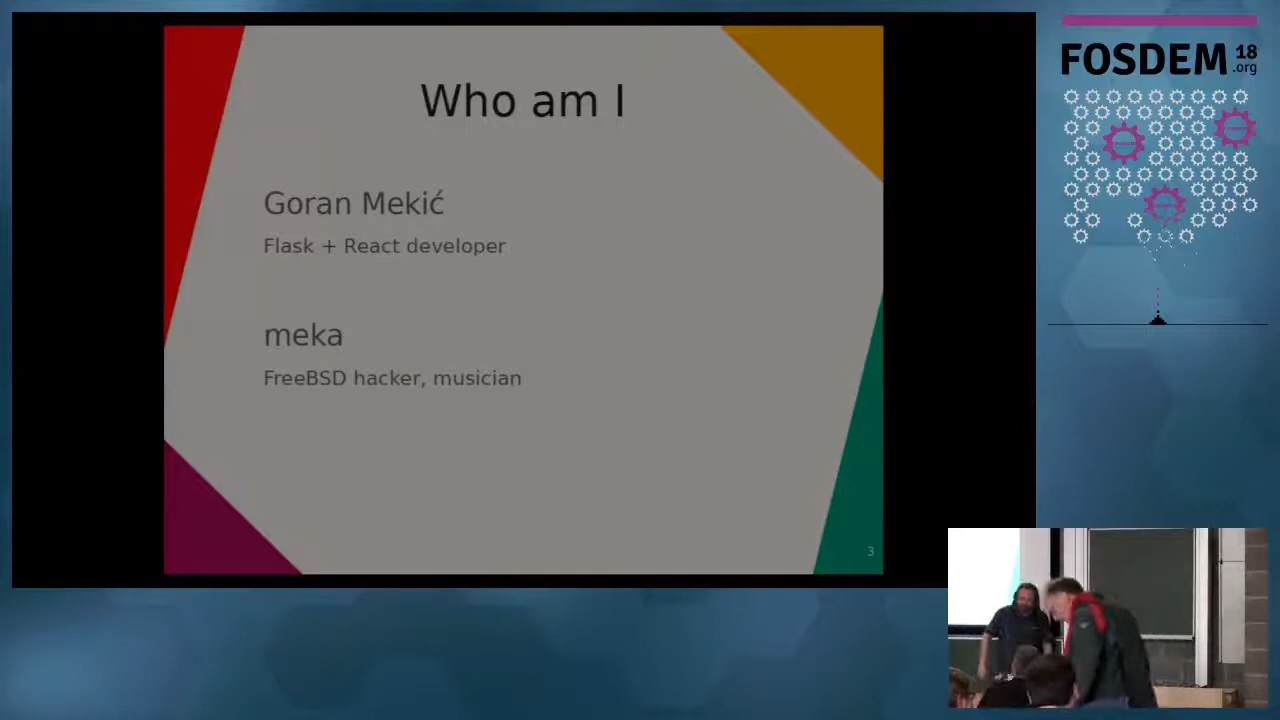 Who am I
Goran Mekić
Flask + React developer
meka
FreeBSD hacker, musician
3
FOSDEM 18
.org